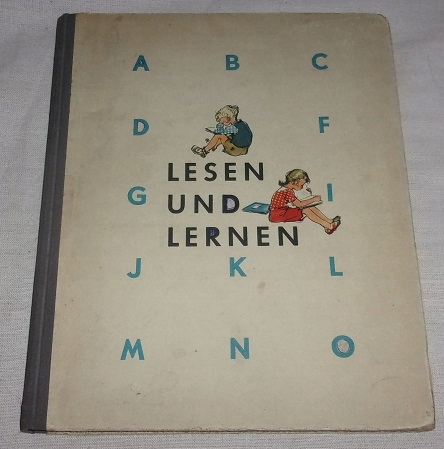 A B C
D F
LESEN
G UND I
LERNEN
J K L
M N O